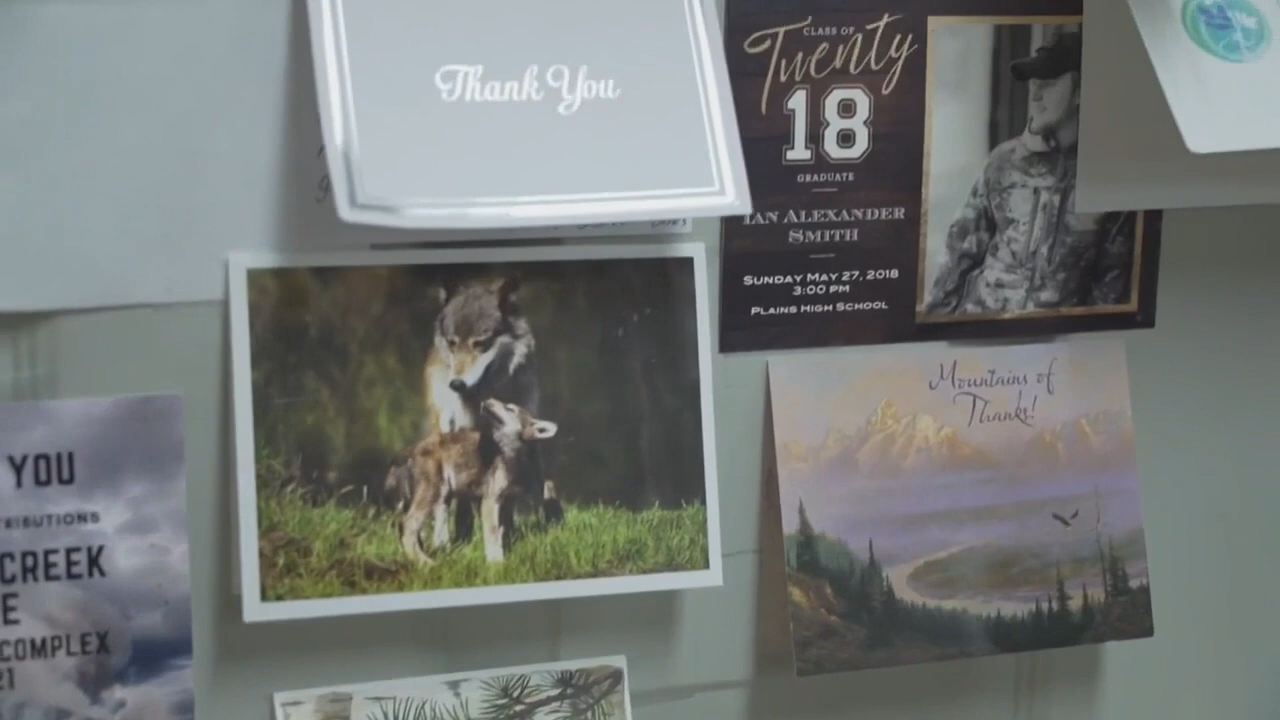 Thank You
CLASS OF
Twenty
18
GRADUATE
IAN ALEXANDER
SMITH
SUNDAY MAY 27, 2018
3:00 PM
PLAINS HIGH SCHOOL
Mountains of
Thanks!
YOU
CREEK
E
COMPLEX
21